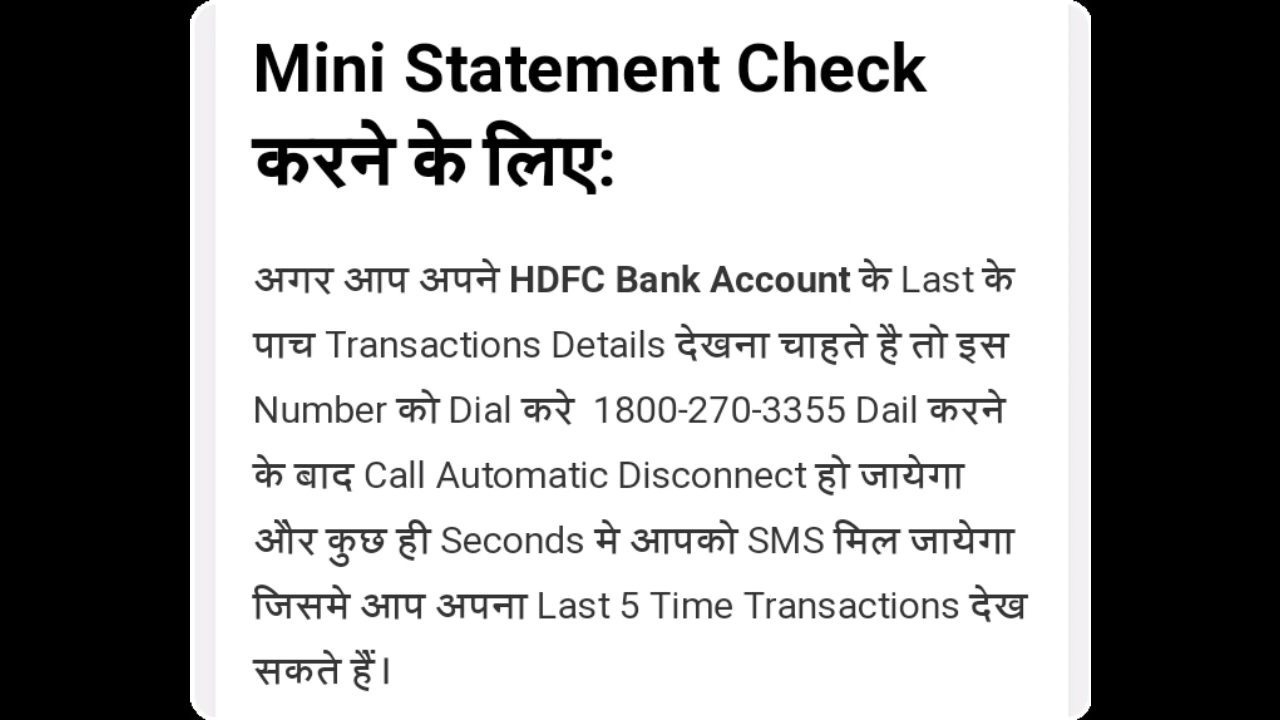 Mini Statement Check
करने के लिए:
अगर आप अपने HDFC Bank Account के Last के
पाच Transactions Details देखना चाहते है तो इस
Number को Dial करे 1800-270-3355 Dail करने
के बाद Call Automatic Disconnect हो जायेगा
और कुछ ही Seconds मे आपको SMS मिल जायेगा
जिसमे आप अपना Last 5 Time Transactions देख
सकते हैं।